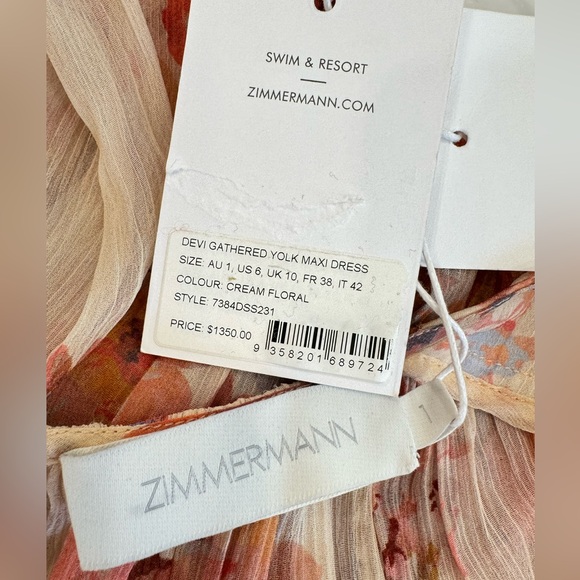 SWIM & RESORT
ZIMMERMANN.COM
DEVI GATHERED YOLK MAXI DRESS
SIZE: AU 1, US 6, UK 10, FR 38, IT 42
COLOUR: CREAM FLORAL
STYLE: 7384DSS231
PRICE: $1350.00
9 358201 689724
ZIMMERMANN
1